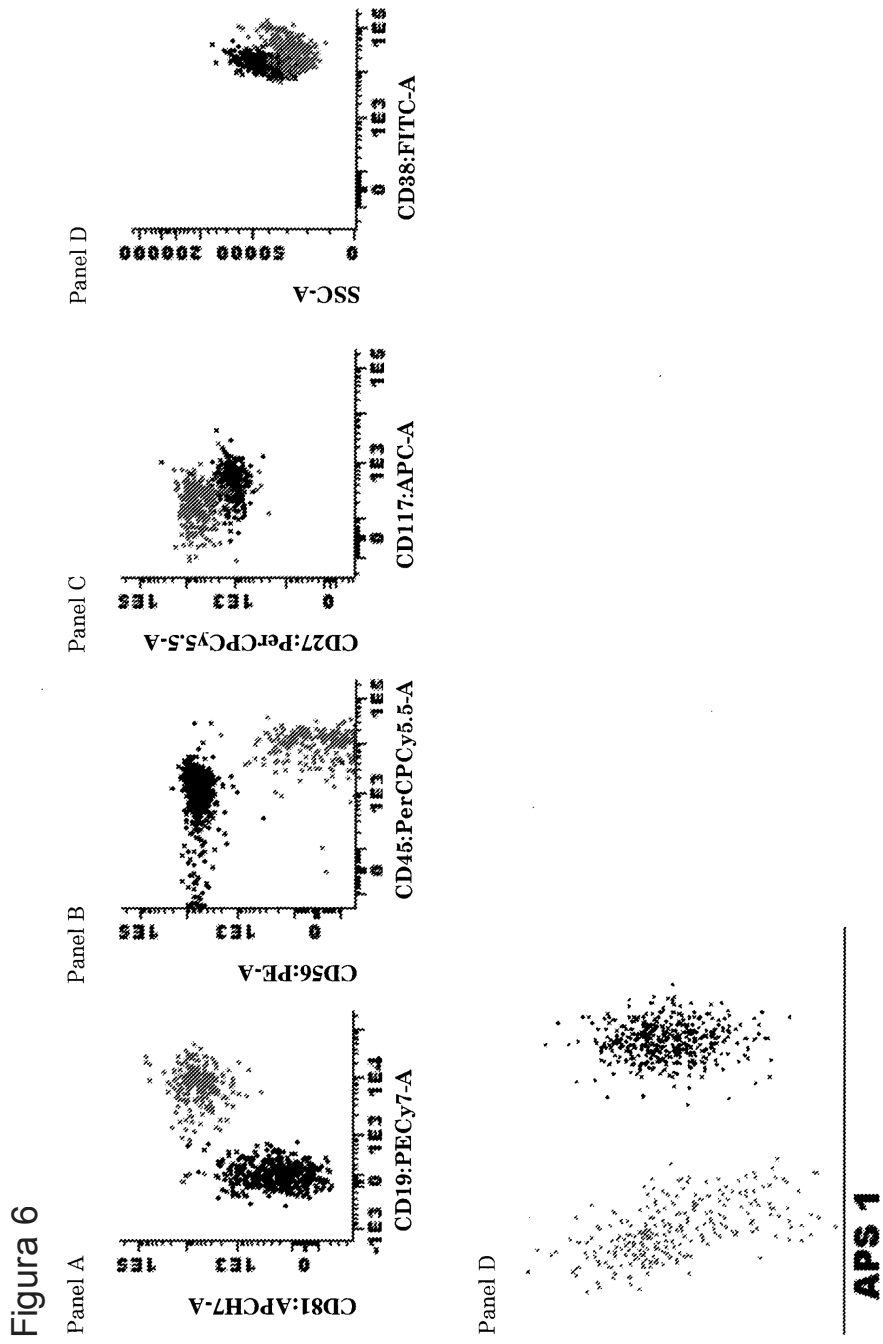 Figura 6
Panel A
CD81:APCH7-A
1E5
1E3
0
-1E3 0 1E3 1E4
CD19:PECy7-A
Panel B
CD56:PE-A
1E5
1E3
0
0 1E3 1E5
CD45:PerCPCy5.5-A
Panel C
CD27:PerCPCy5.5-A
1E5
1E3
0
0 1E3 1E5
CD117:APC-A
Panel D
SSC-A
50000
0
0 1E3 1E5
CD38:FITC-A
Panel D
APS 1